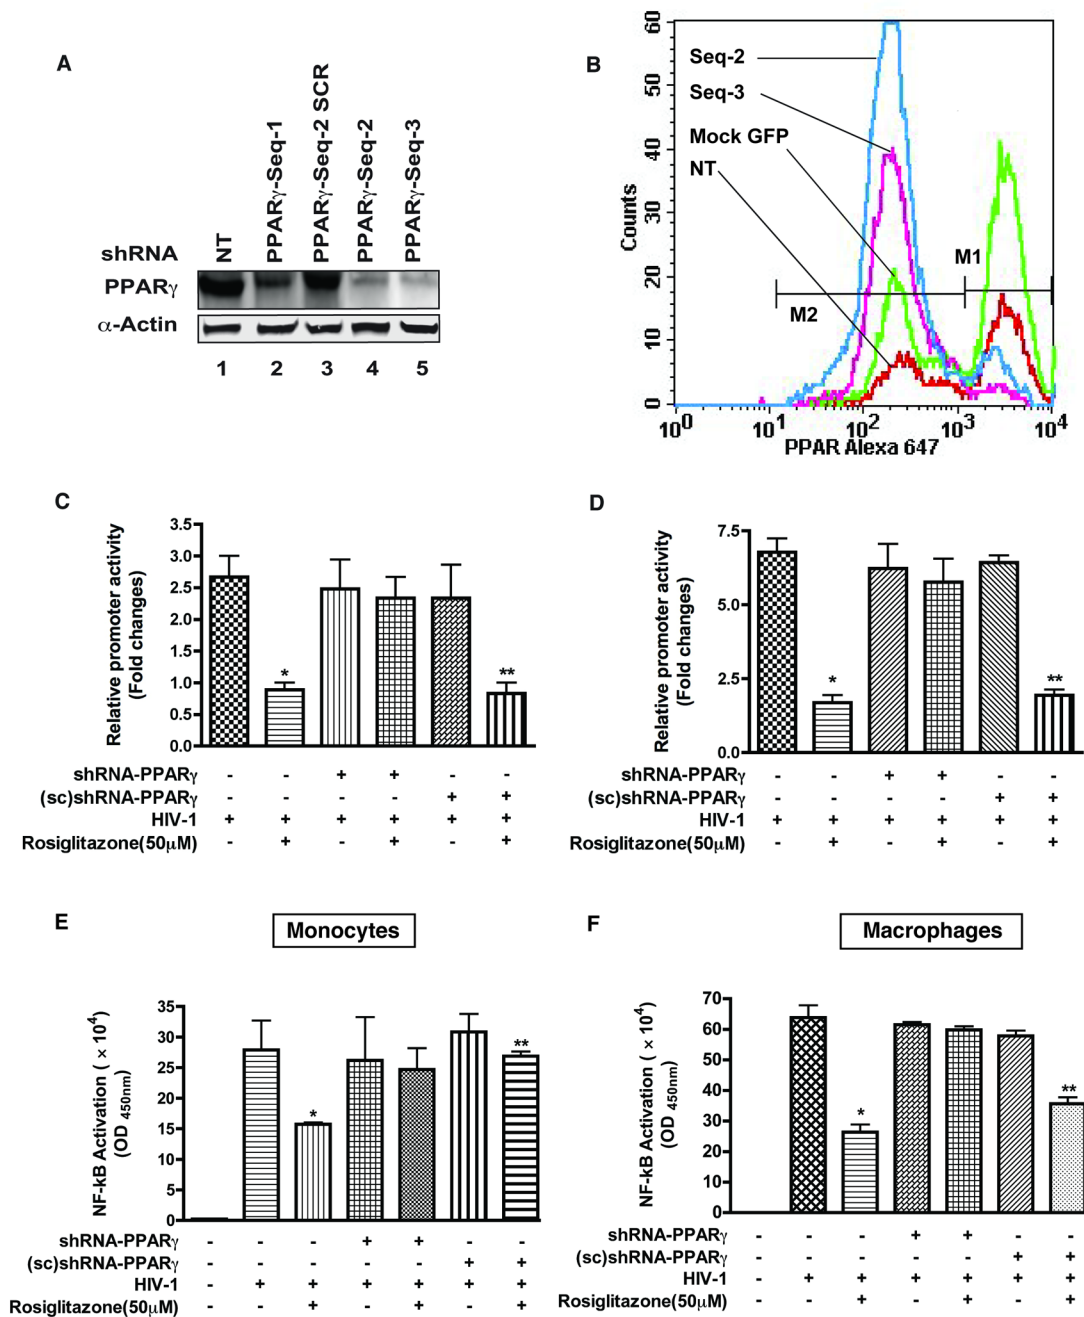 A
shRNA
NT
PPARγ-Seq-1
PPARγ-Seq-2 SCR
PPARγ-Seq-2
PPARγ-Seq-3
PPARγ
α-Actin
1 2 3 4 5
B
Counts
60
50
40
30
20
10
0
Seq-2
Seq-3
Mock GFP
NT
M1
M2
10⁰ 10¹ 10² 10³ 10⁴
PPAR Alexa 647
C
Relative promoter activity
(Fold changes)
3.5
3.0
2.5
2.0
1.5
1.0
0.5
0.0
* **
shRNA-PPARγ - - + + - -
(sc)shRNA-PPARγ - - - - + +
HIV-1 + + + + + +
Rosiglitazone(50μM) - + - + - +
D
Relative promoter activity
(Fold changes)
7.5
5.0
2.5
0.0
* **
shRNA-PPARγ - - + + - -
(sc)shRNA-PPARγ - - - - + +
HIV-1 + + + + + +
Rosiglitazone(50μM) - + - + - +
E
Monocytes
NF-kB Activation ( × 10⁴)
(OD 450nm)
35
30
25
20
15
10
5
0
* **
shRNA-PPARγ - - - + + - -
(sc)shRNA-PPARγ - - - - - + +
HIV-1 - + + + + + +
Rosiglitazone(50μM) - - + - + - +
F
Macrophages
NF-kB Activation ( × 10⁴)
(OD 450nm)
70
60
50
40
30
20
10
0
* **
shRNA-PPARγ - - - + + - -
(sc)shRNA-PPARγ - - - - - + +
HIV-1 - + + + + + +
Rosiglitazone(50μM) - - + - + - +